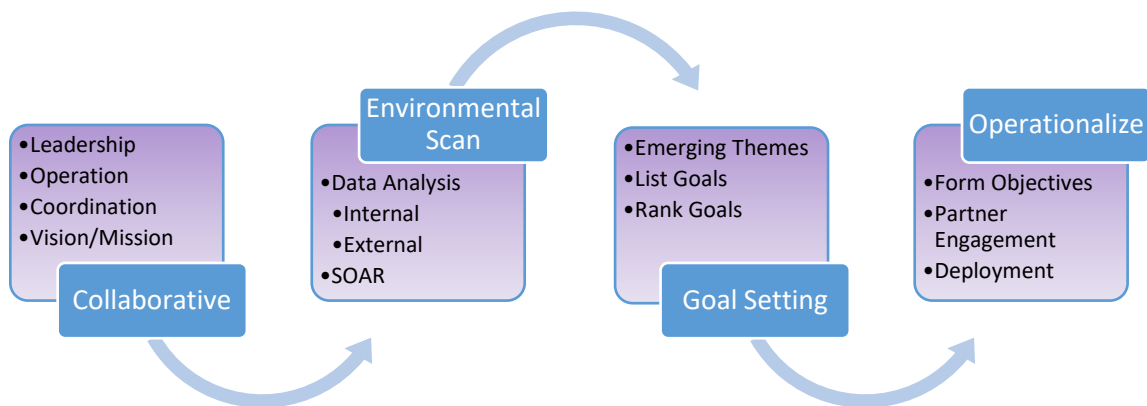 •Leadership
•Operation
•Coordination
•Vision/Mission
Collaborative
Environmental
Scan
•Data Analysis
•Internal
•External
•SOAR
•Emerging Themes
•List Goals
•Rank Goals
Goal Setting
Operationalize
•Form Objectives
•Partner
Engagement
•Deployment